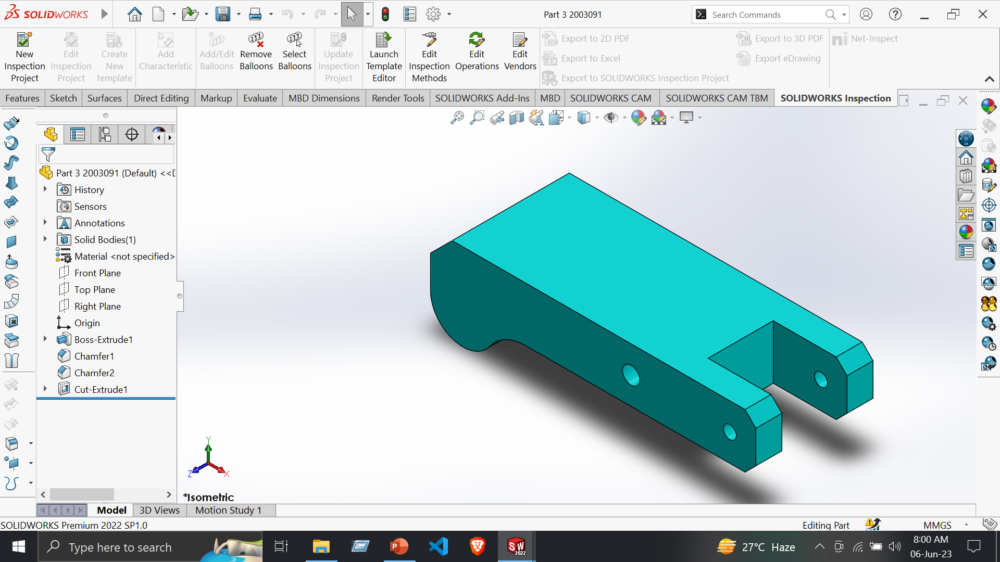 SOLIDWORKS
Part 3 2003091
Search Commands
New Inspection Project
Edit Inspection Project
Create New template
Add Characteristic
Add/Edit Balloons
Remove Balloons
Select Balloons
Update Inspection Project
Launch Template Editor
Edit Inspection Methods
Edit Operations
Edit Vendors
Export to 2D PDF
Export to Excel
Export to SOLIDWORKS Inspection Project
Export to 3D PDF
Export eDrawing
Net-Inspect
Features
Sketch
Surfaces
Direct Editing
Markup
Evaluate
MBD Dimensions
Render Tools
SOLIDWORKS Add-Ins
MBD
SOLIDWORKS CAM
SOLIDWORKS CAM TBM
SOLIDWORKS Inspection
Part 3 2003091 (Default) <<D
History
Sensors
Annotations
Solid Bodies(1)
Material <not specified>
Front Plane
Top Plane
Right Plane
Origin
Boss-Extrude1
Chamfer1
Chamfer2
Cut-Extrude1
Y
Z
X
*Isometric
Model
3D Views
Motion Study 1
SOLIDWORKS Premium 2022 SP1.0
Editing Part
MMGS
Type here to search
SW
2022
27°C Haze
8:00 AM
06-Jun-23